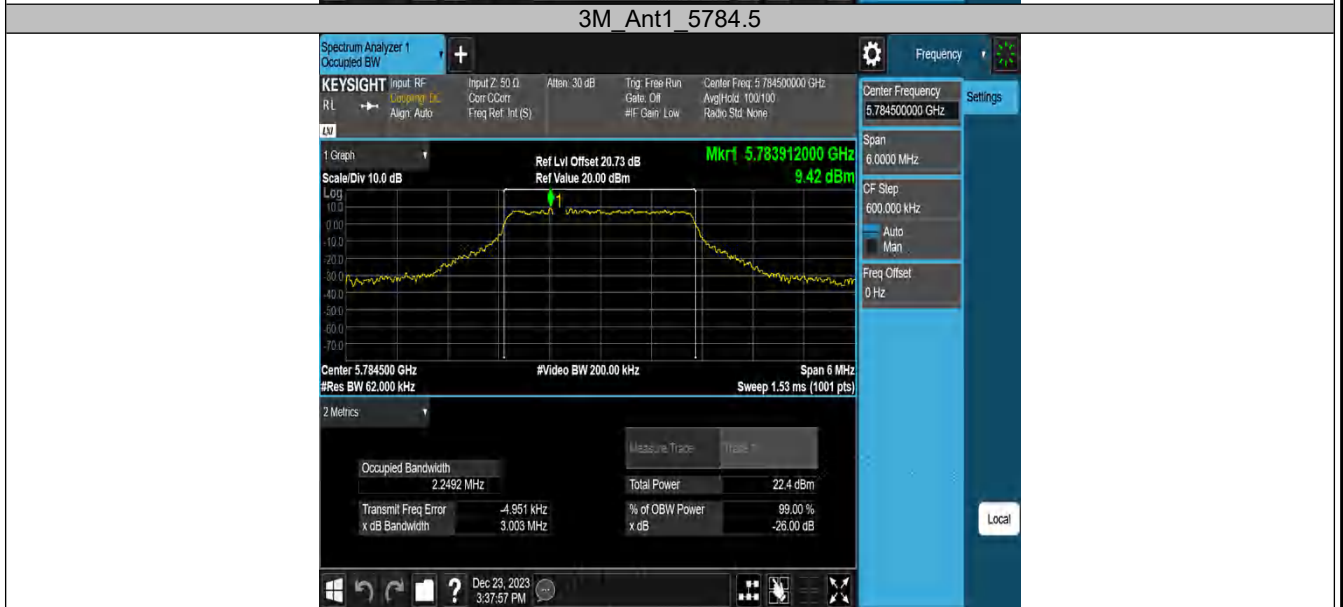 3M_Ant1_5784.5
Spectrum Analyzer 1
Occupied BW
+
Frequency
KEYSIGHT Input: RF Input Z: 50 Ω Atten: 30 dB Trig: Free Run Center Freq: 5.784500000 GHz
RL Coupling: DC Corr CCorr Gate: Off Avg|Hold: 100/100
Align: Auto Freq Ref: Int (S) #IF Gain: Low Radio Std: None
LXI
Center Frequency
5.784500000 GHz
Settings
Span
6.0000 MHz
CF Step
600.000 kHz
Auto
Man
Freq Offset
0 Hz
1 Graph
Ref Lvl Offset 20.73 dB
Mkr1 5.783912000 GHz
Scale/Div 10.0 dB
Ref Value 20.00 dBm
9.42 dBm
Log
1
10.0
0.00
-10.0
-20.0
-30.0
-40.0
-50.0
-60.0
-70.0
Center 5.784500 GHz #Video BW 200.00 kHz Span 6 MHz
#Res BW 62.000 kHz Sweep 1.53 ms (1001 pts)
2 Metrics
Measure Trace Trace 1
Occupied Bandwidth
2.2492 MHz
Total Power 22.4 dBm
Transmit Freq Error -4.951 kHz % of OBW Power 99.00 %
x dB Bandwidth 3.003 MHz x dB -26.00 dB
Local
? Dec 23, 2023
3:37:57 PM